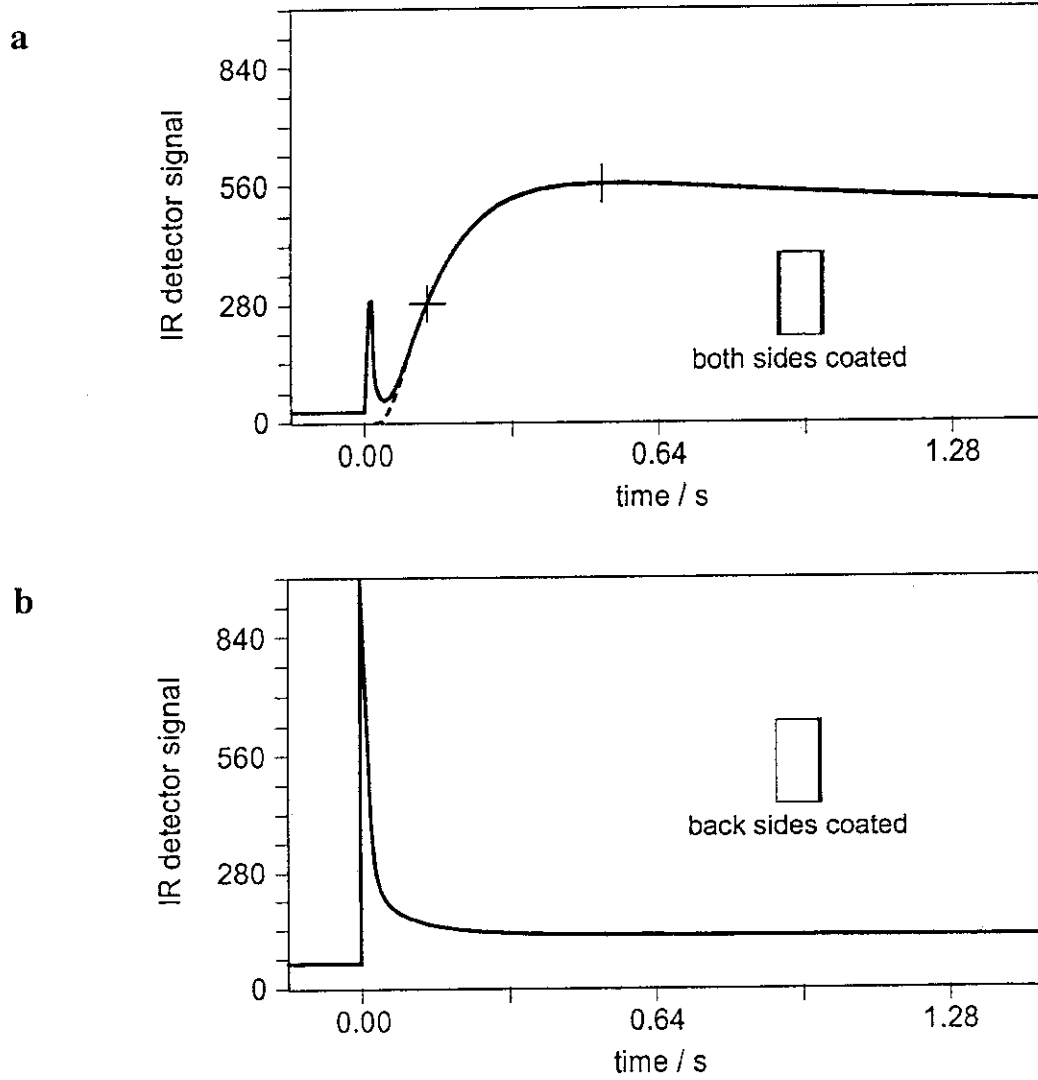 a
IR detector signal
840
560
280
0
both sides coated
0.00 0.64 1.28
time / s
b
IR detector signal
840
560
280
0
back sides coated
0.00 0.64 1.28
time / s